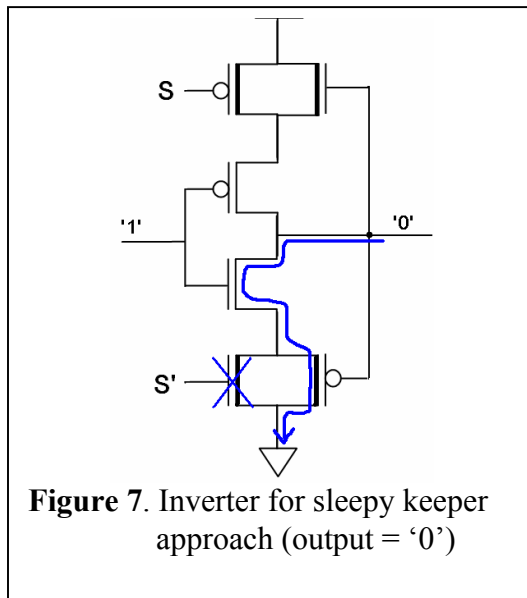 S
'1'
'0'
S'
Figure 7. Inverter for sleepy keeper
approach (output = ‘0’)